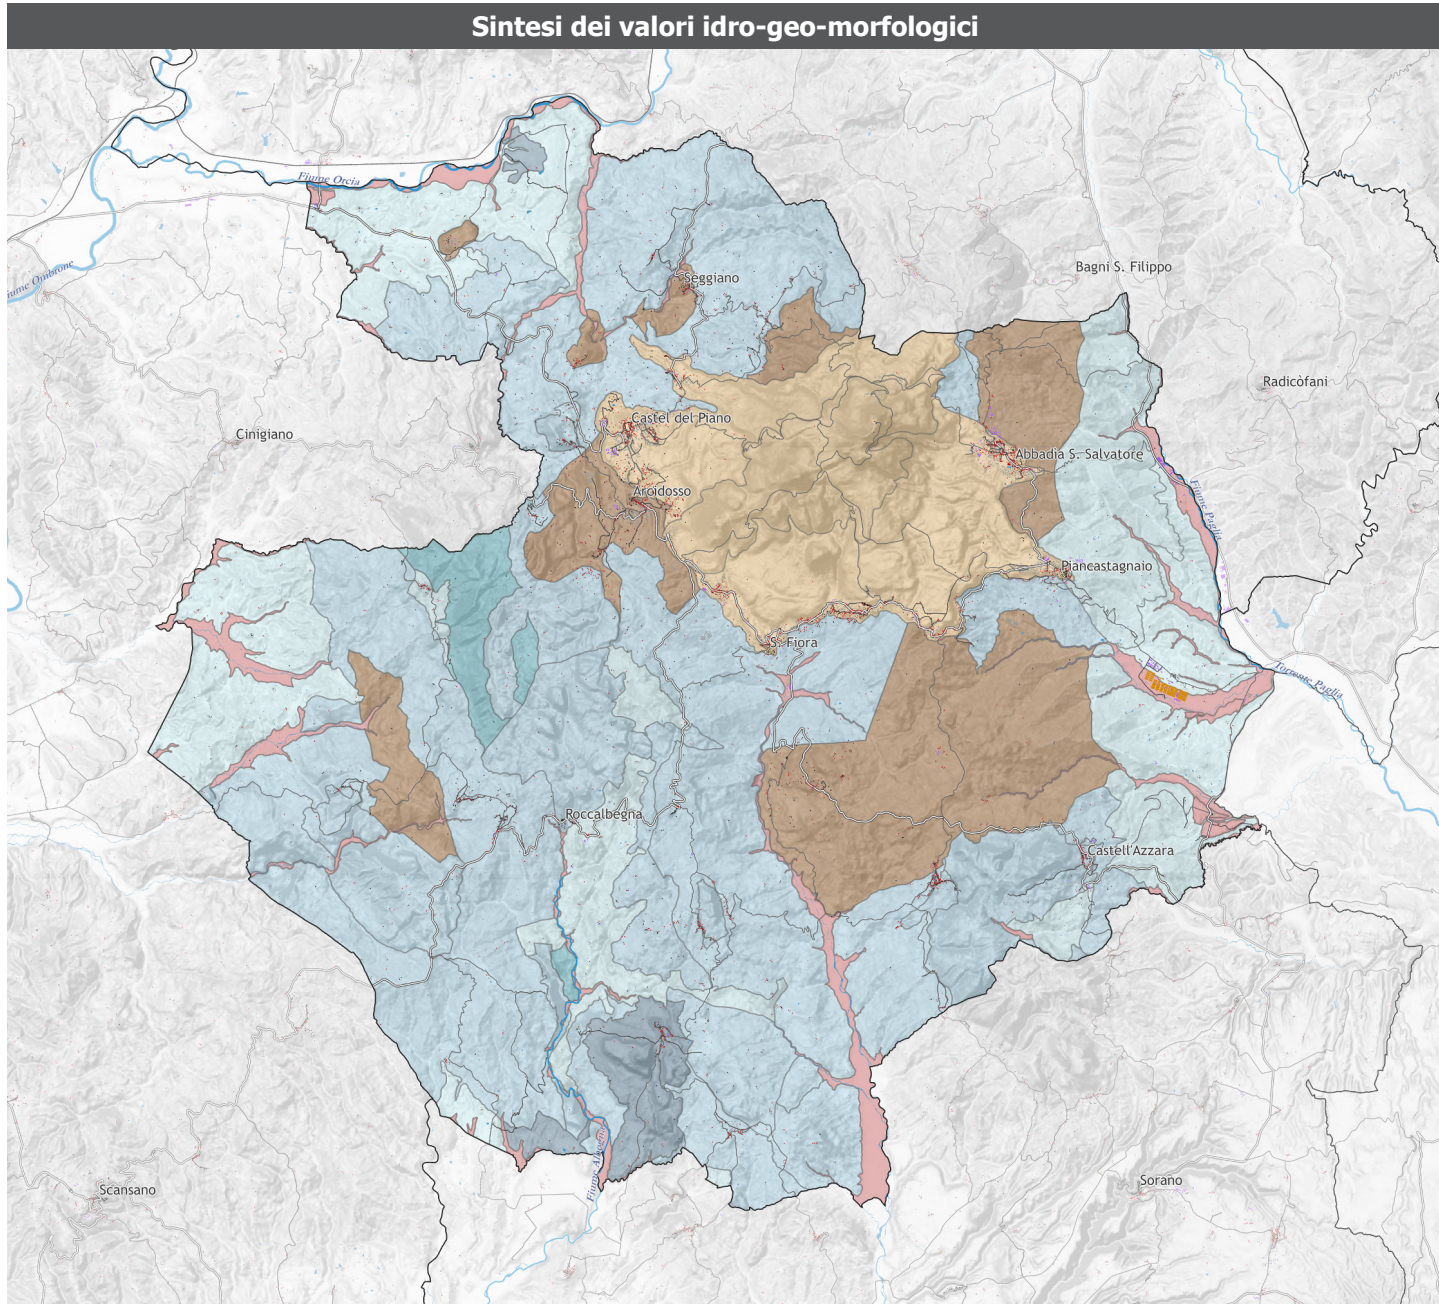 Sintesi dei valori idro-geo-morfologici
Fiume Orcia
Fiume Ombrone
Bagni S. Filippo
Seggiano
Radicòfani
Castel del Piano
Cinigiano
Abbadia S. Salvatore
Arcidosso
Fiume Paglia
Piancastagnaio
S. Fiora
Torrente Paglia
Roccalbegna
Castell'Azzara
Fiume Albegna
Scansano
Sorano